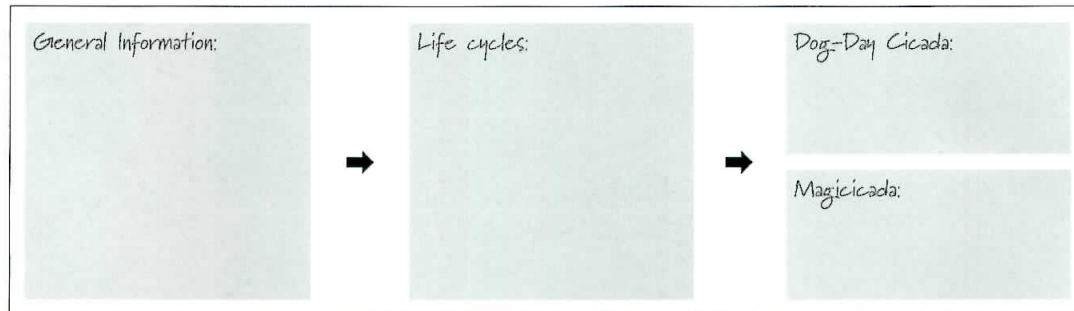 General Information:
Life cycles:
Dog-Day Cicada:
Magicicada: